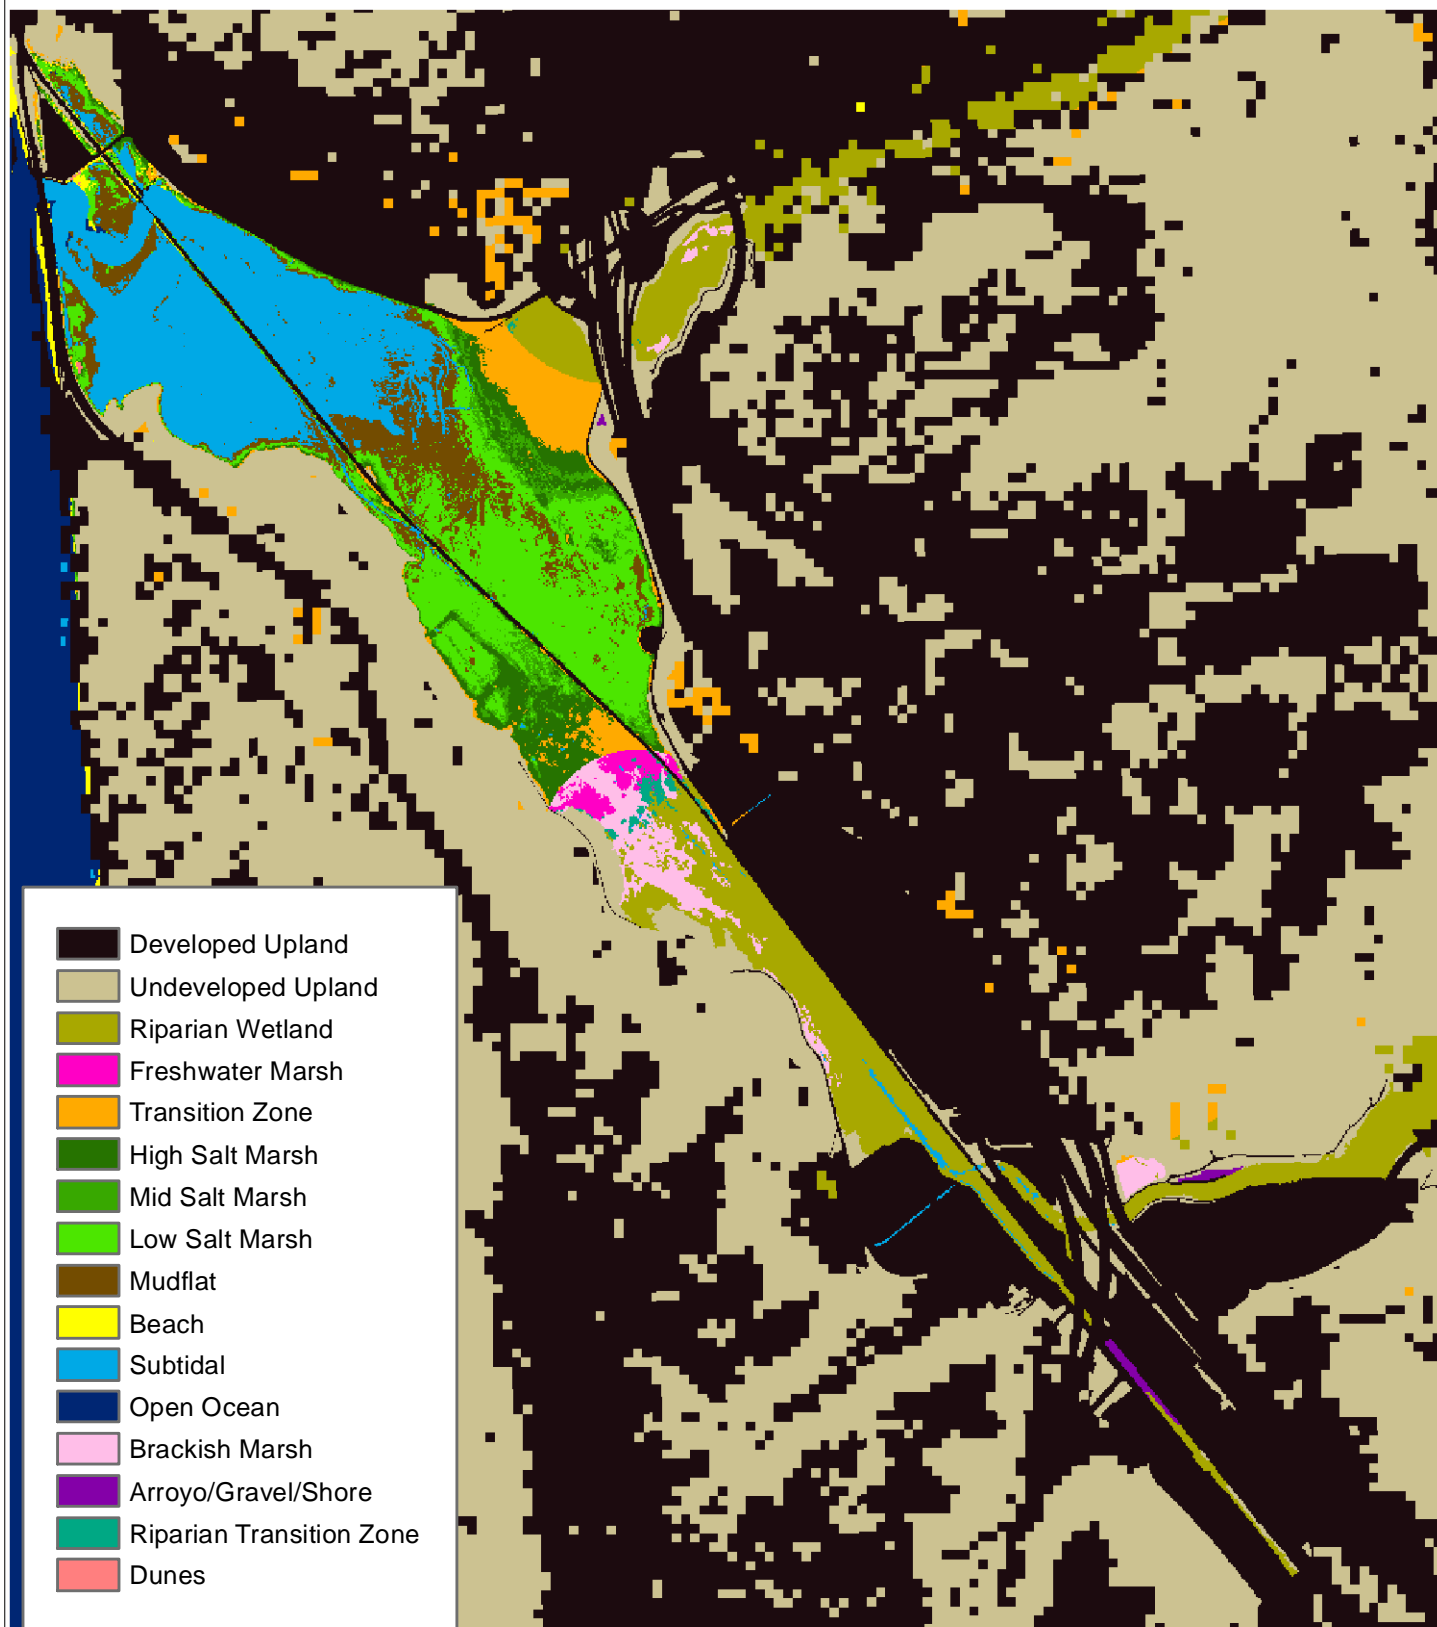 Developed Upland
Undeveloped Upland
Riparian Wetland
Freshwater Marsh
Transition Zone
High Salt Marsh
Mid Salt Marsh
Low Salt Marsh
Mudflat
Beach
Subtidal
Open Ocean
Brackish Marsh
Arroyo/Gravel/Shore
Riparian Transition Zone
Dunes